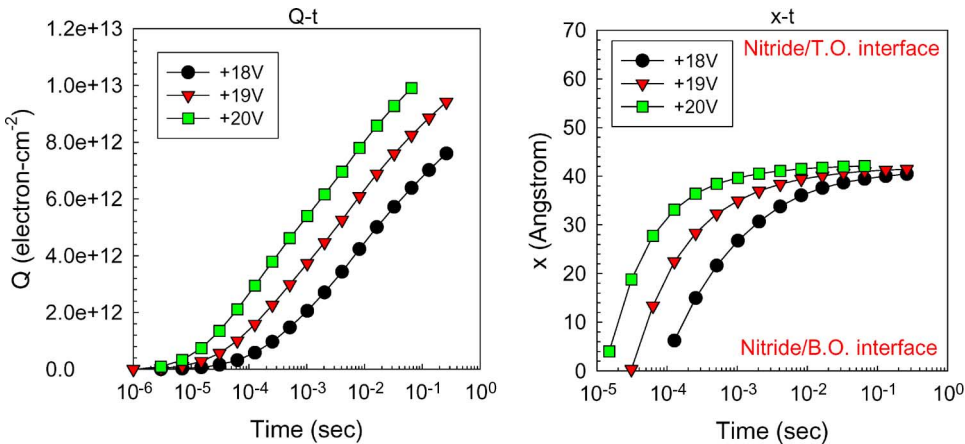 Q-t
Q (electron-cm-2)
1.2e+13
1.0e+13
8.0e+12
6.0e+12
4.0e+12
2.0e+12
0.0
+18V
+19V
+20V
10-6 10-5 10-4 10-3 10-2 10-1 100
Time (sec)
x-t
x (Angstrom)
70
60
50
40
30
20
10
0
Nitride/T.O. interface
+18V
+19V
+20V
Nitride/B.O. interface
10-5 10-4 10-3 10-2 10-1 100
Time (sec)